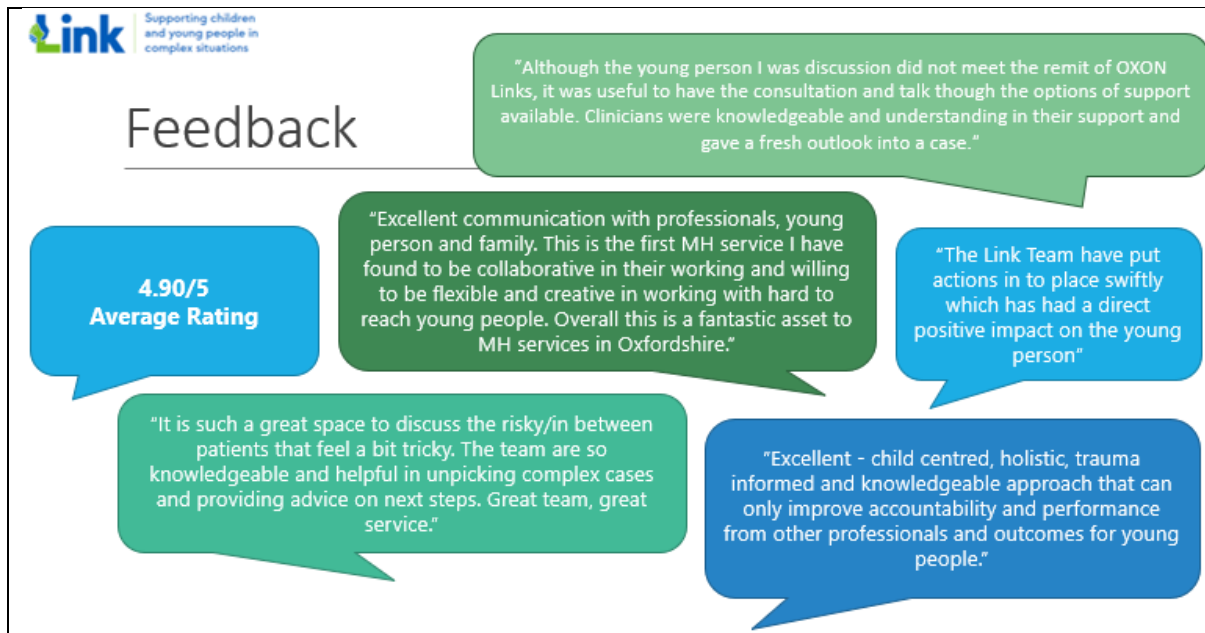 Link
Supporting children
and young people in
complex situations
Feedback
"Although the young person I was discussion did not meet the remit of OXON
Links, it was useful to have the consultation and talk though the options of support
available. Clinicians were knowledgeable and understanding in their support and
gave a fresh outlook into a case."
4.90/5
Average Rating
"Excellent communication with professionals, young
person and family. This is the first MH service I have
found to be collaborative in their working and willing
to be flexible and creative in working with hard to
reach young people. Overall this is a fantastic asset to
MH services in Oxfordshire."
"The Link Team have put
actions in to place swiftly
which has had a direct
positive impact on the young
person"
"It is such a great space to discuss the risky/in between
patients that feel a bit tricky. The team are so
knowledgeable and helpful in unpicking complex cases
and providing advice on next steps. Great team, great
service."
"Excellent - child centred, holistic, trauma
informed and knowledgeable approach that can
only improve accountability and performance
from other professionals and outcomes for young
people."